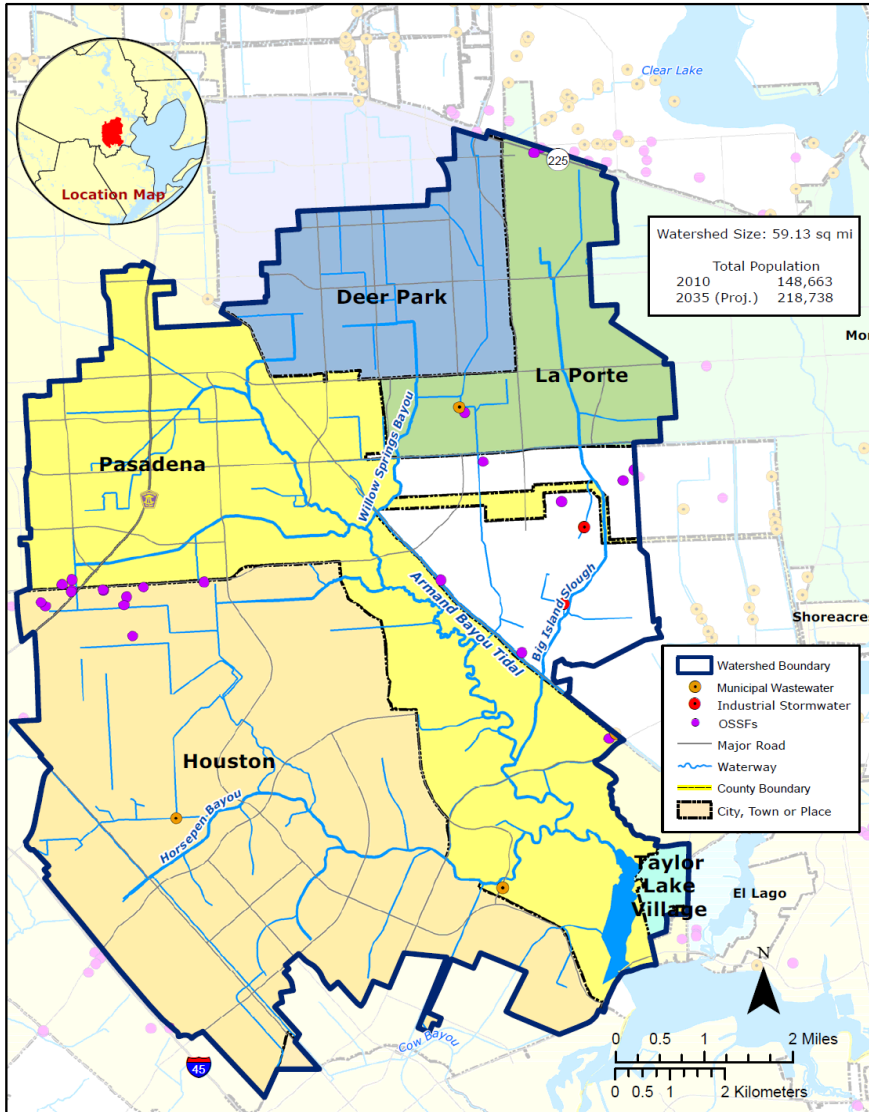 Clear Lake
Location Map
225
Watershed Size: 59.13 sq mi
Total Population
2010 148,663
2035 (Proj.) 218,738
Deer Park
Mor
La Porte
Willow Springs Bayou
Pasadena
Armand Bayou Tidal
Big Island Slough
Shoreacres
Watershed Boundary
Municipal Wastewater
Industrial Stormwater
OSSFs
Major Road
Waterway
County Boundary
City, Town or Place
Houston
Horsepen Bayou
Taylor
Lake
Village
El Lago
N
Cow Bayou
45
0 0.5 1 2 Miles
0 0.5 1 2 Kilometers